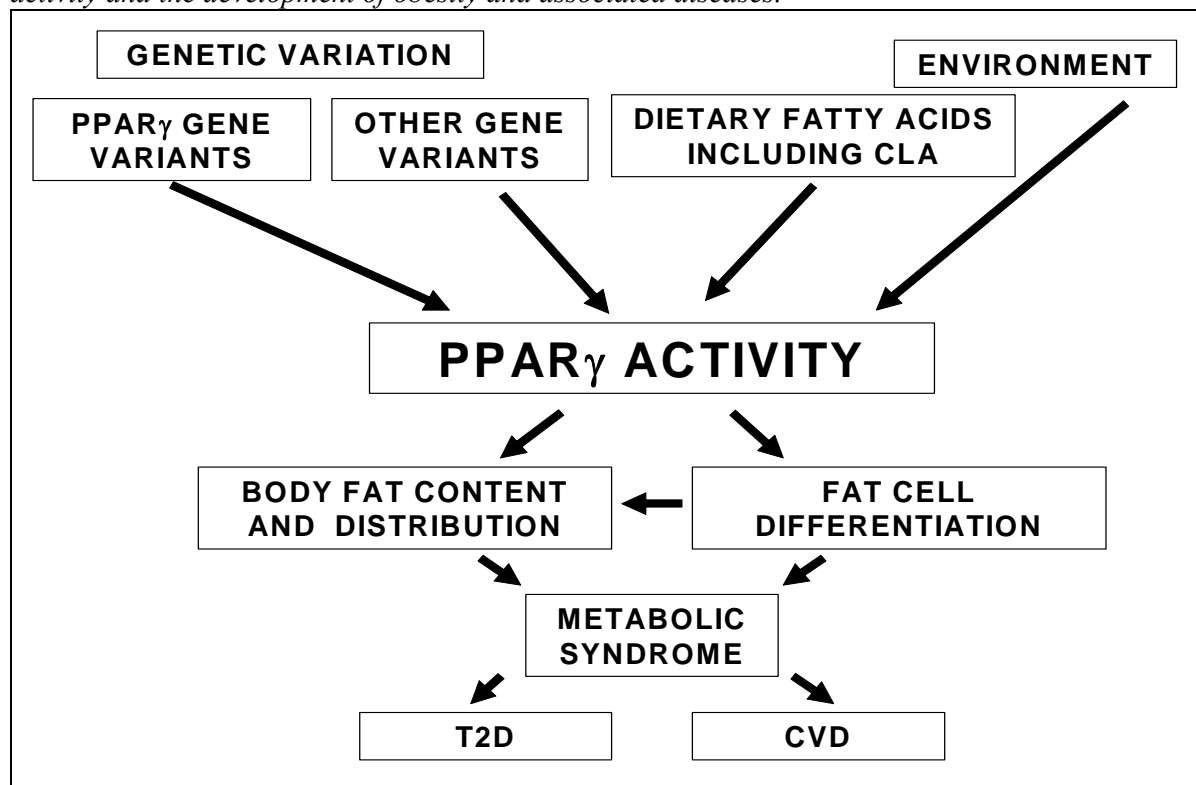 activity and the development of obesity and associated diseases.
GENETIC VARIATION
ENVIRONMENT
PPARγ GENE
VARIANTS
OTHER GENE
VARIANTS
DIETARY FATTY ACIDS
INCLUDING CLA
PPARγ ACTIVITY
BODY FAT CONTENT
AND DISTRIBUTION
FAT CELL
DIFFERENTIATION
METABOLIC
SYNDROME
T2D
CVD